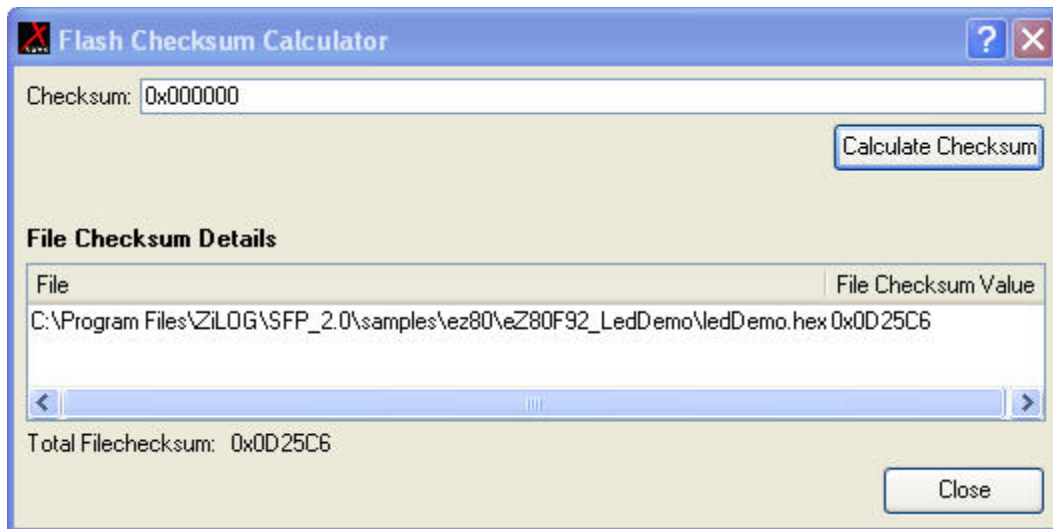 Flash Checksum Calculator
Checksum: 0x000000
Calculate Checksum
File Checksum Details
File File Checksum Value
C:\Program Files\ZiLOG\SFP_2.0\samples\ez80\eZ80F92_LedDemo\ledDemo.hex 0x0D25C6
Total Filechecksum: 0x0D25C6
Close